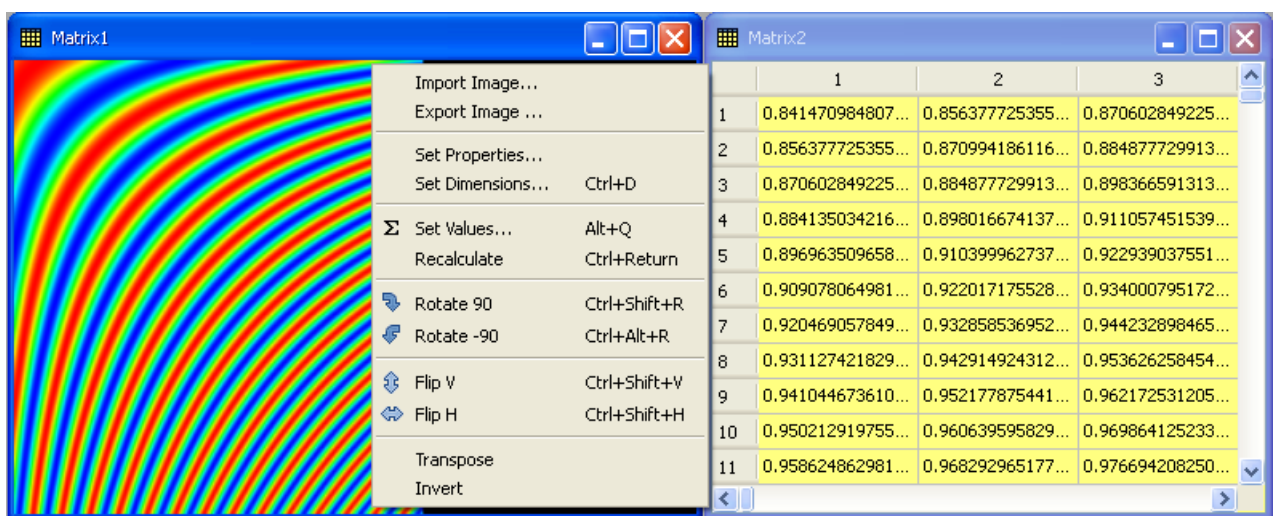 Matrix1
Import Image...
Export Image ...
Set Properties...
Set Dimensions... Ctrl+D
Σ Set Values... Alt+Q
Recalculate Ctrl+Return
Rotate 90 Ctrl+Shift+R
Rotate -90 Ctrl+Alt+R
Flip V Ctrl+Shift+V
Flip H Ctrl+Shift+H
Transpose
Invert
Matrix2
1 2 3
1 0.841470984807... 0.856377725355... 0.870602849225...
2 0.856377725355... 0.870994186116... 0.884877729913...
3 0.870602849225... 0.884877729913... 0.898366591313...
4 0.884135034216... 0.898016674137... 0.911057451539...
5 0.896963509658... 0.910399962737... 0.922939037551...
6 0.909078064981... 0.922017175528... 0.934000795172...
7 0.920469057849... 0.932858536952... 0.944232898465...
8 0.931127421829... 0.942914924312... 0.953626258454...
9 0.941044673610... 0.952177875441... 0.962172531205...
10 0.950212919755... 0.960639595829... 0.969864125233...
11 0.958624862981... 0.968292965177... 0.976694208250...